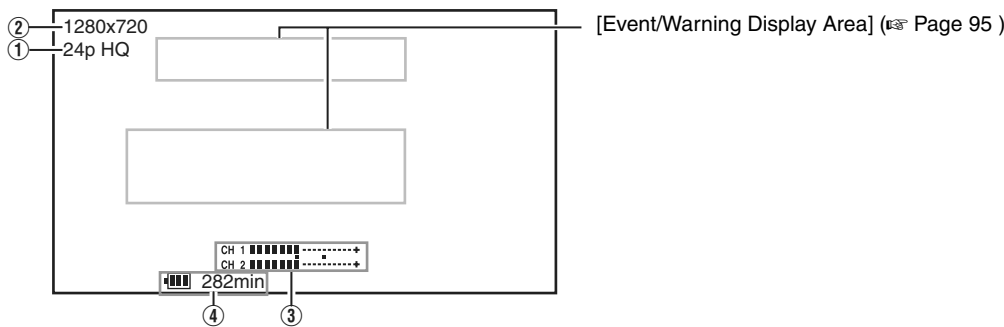 ② 1280x720
① 24p HQ
[Event/Warning Display Area] (☞ Page 95 )
CH 1 ----------+
CH 2 ----------+
282min
④ ③